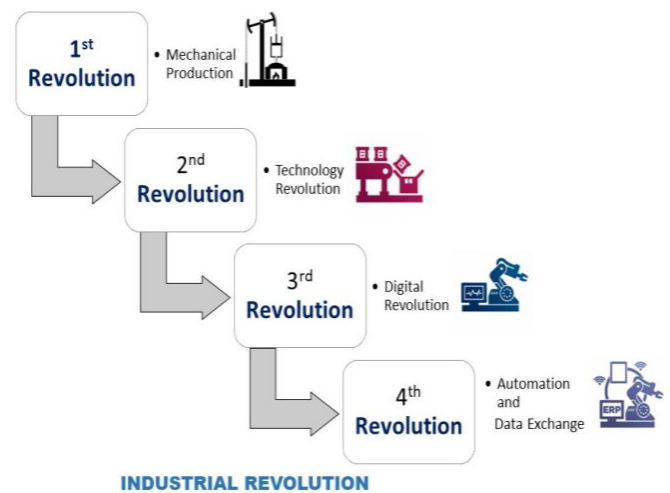 1st
Revolution
• Mechanical
Production
2nd
Revolution
• Technology
Revolution
3rd
Revolution
• Digital
Revolution
4th
Revolution
• Automation
and
Data Exchange
ERP
INDUSTRIAL REVOLUTION